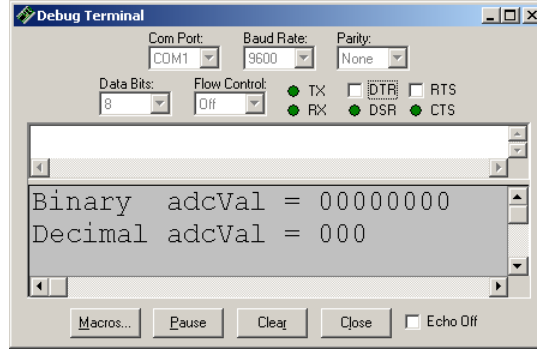 Debug Terminal
Com Port: Baud Rate: Parity:
COM1 9600 None
Data Bits: Flow Control: TX DTR RTS
8 Off RX DSR CTS
Binary adcVal = 00000000
Decimal adcVal = 000
Macros... Pause Clear Close Echo Off